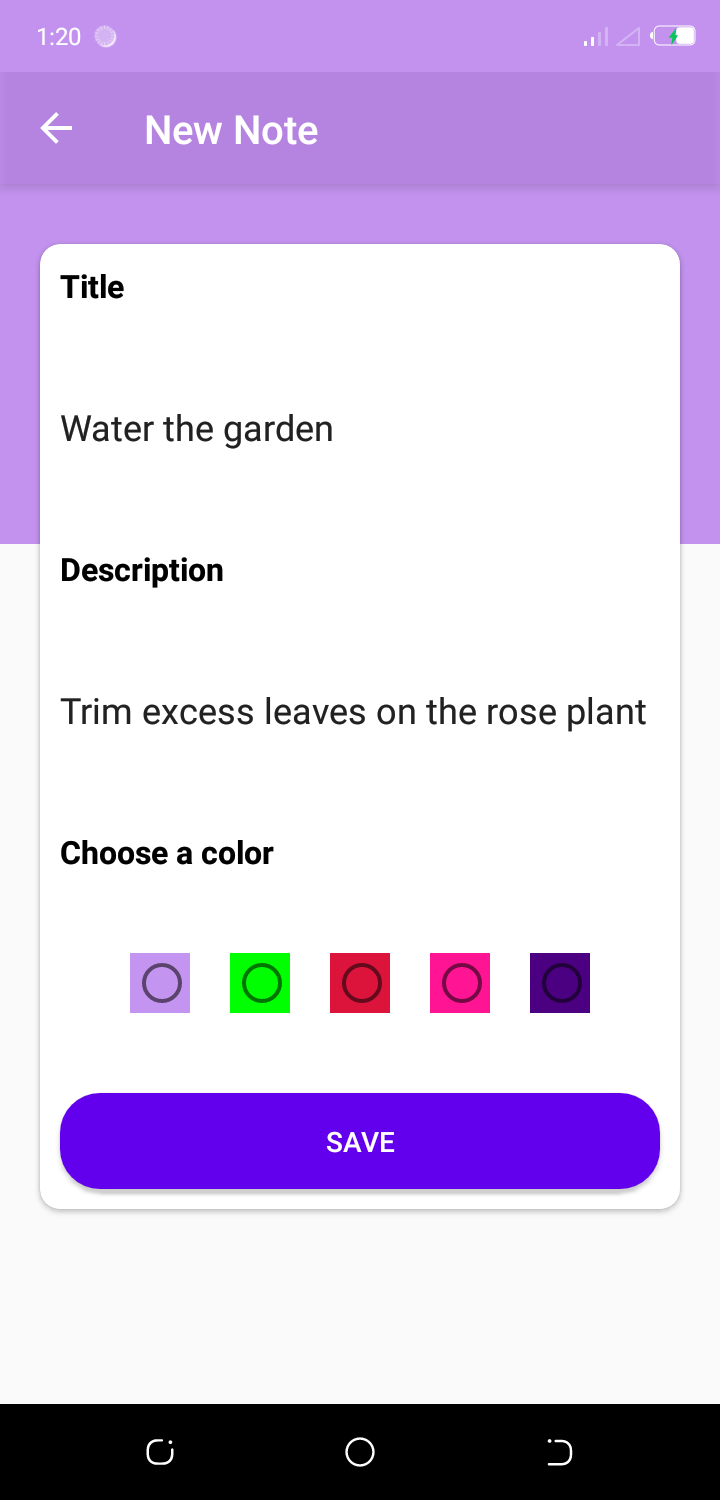 1:20
New Note
Title
Water the garden
Description
Trim excess leaves on the rose plant
Choose a color
SAVE